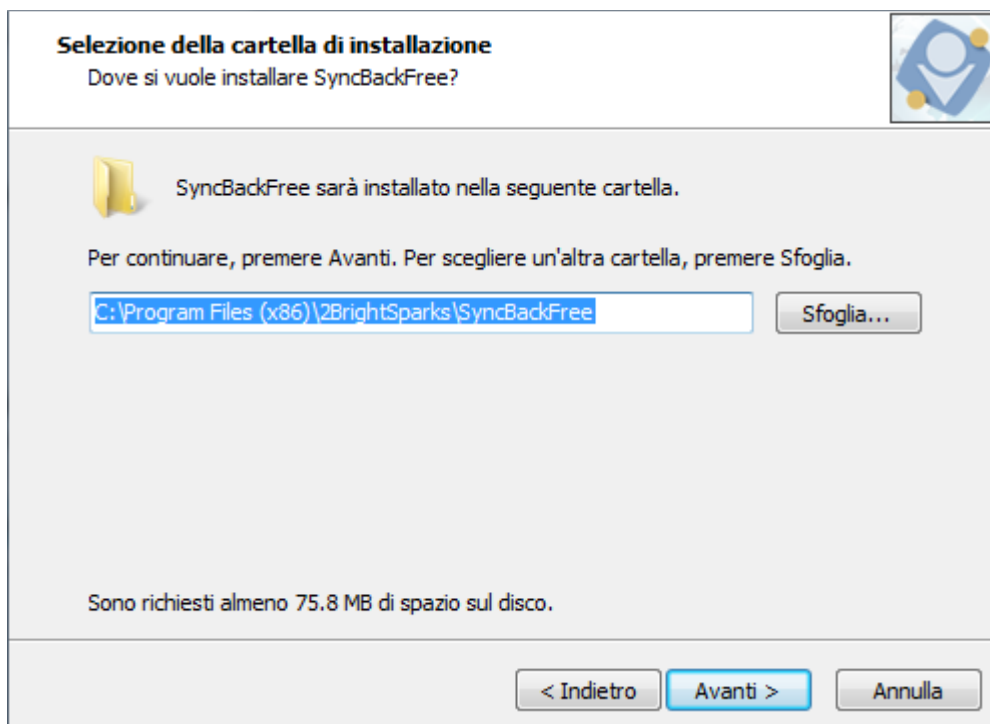 Selezione della cartella di installazione
Dove si vuole installare SyncBackFree?
SyncBackFree sarà installato nella seguente cartella.
Per continuare, premere Avanti. Per scegliere un'altra cartella, premere Sfoglia.
C:\Program Files (x86)\2BrightSparks\SyncBackFree
Sfoglia...
Sono richiesti almeno 75.8 MB di spazio sul disco.
< Indietro
Avanti >
Annulla